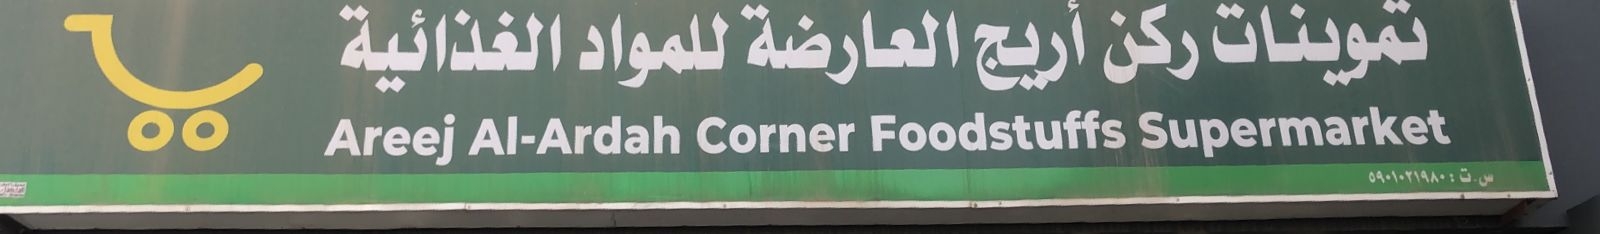 تموينات ركن أريج العارضة للمواد الغذائية
Areej Al-Ardah Corner Foodstuffs Supermarket
س.ت : ٥٩٠١٠٢١٩٨٠